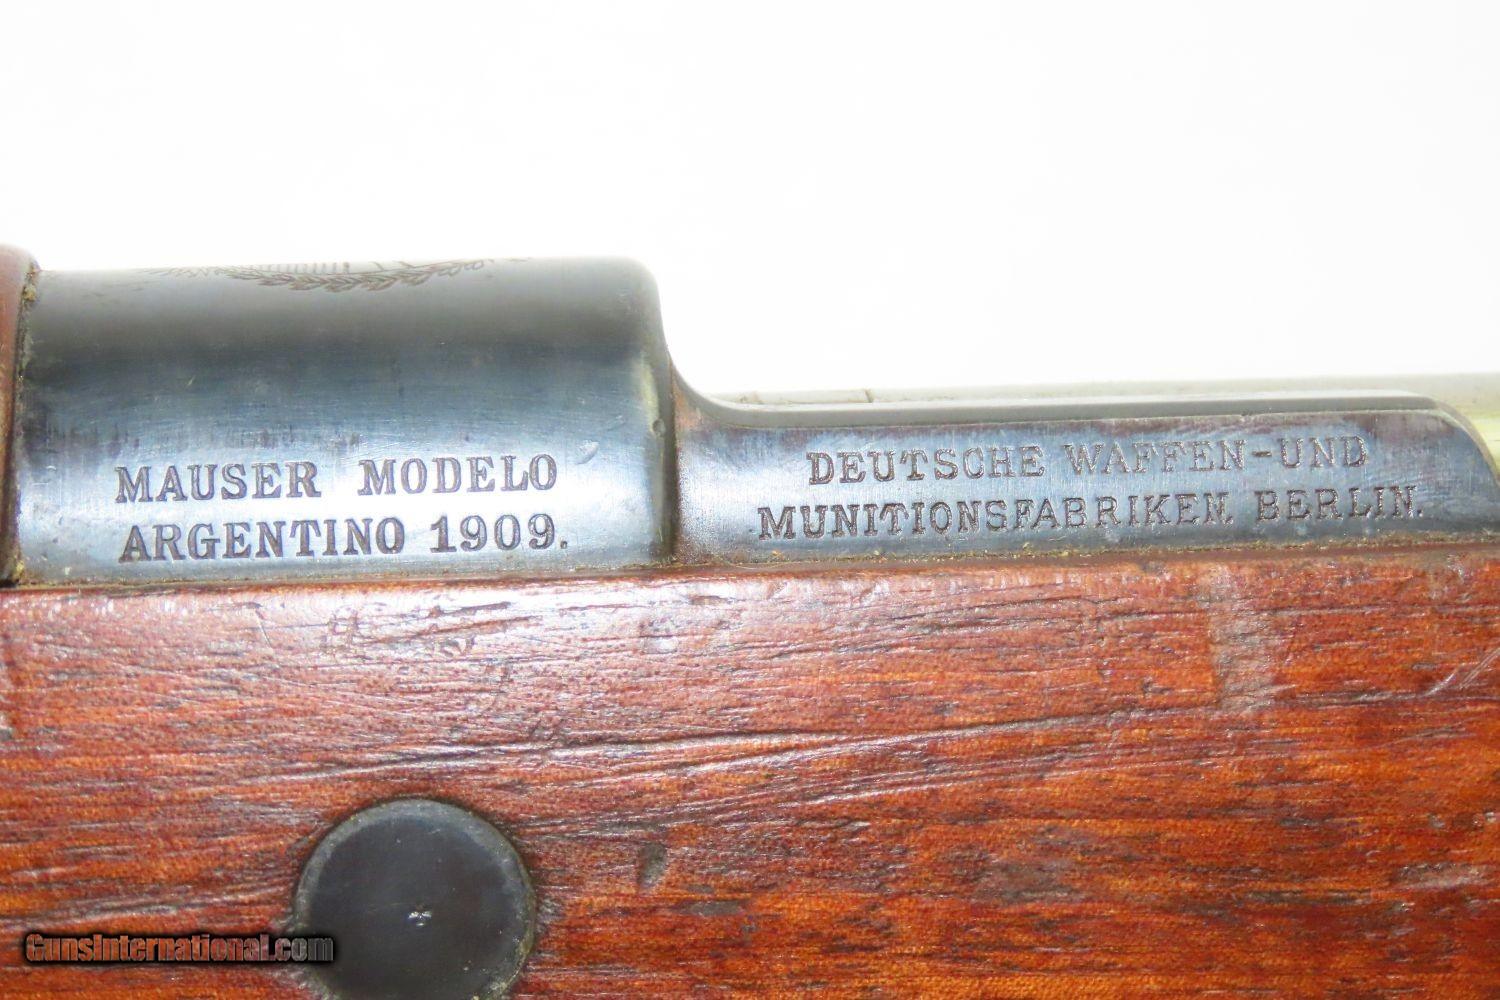 MAUSER MODELO
ARGENTINO 1909.
DEUTSCHE WAFFEN-UND
MUNITIONSFABRIKEN. BERLIN.
GunsInternational.com